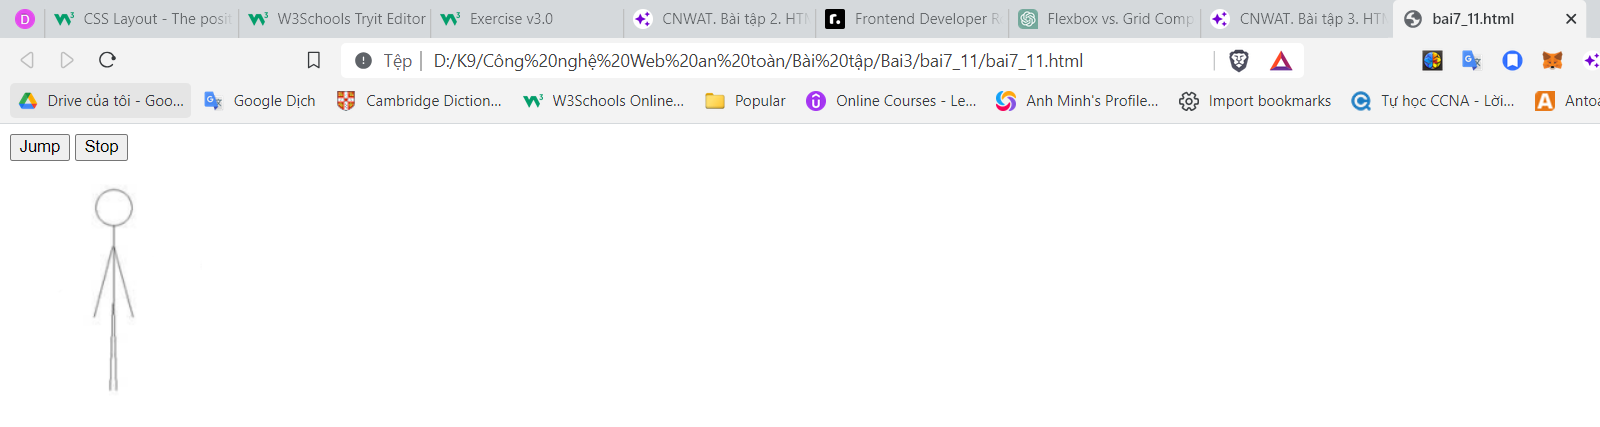 D CSS Layout - The posit W3Schools Tryit Editor Exercise v3.0 CNWAT. Bài tập 2. HTM Frontend Developer Ro Flexbox vs. Grid Comp CNWAT. Bài tập 3. HTM bai7_11.html
Tệp D:/K9/Công%20nghệ%20Web%20an%20toàn/Bài%20tập/Bai3/bai7_11/bai7_11.html
Drive của tôi - Goo... Google Dịch Cambridge Diction... W3Schools Online... Popular Online Courses - Le... Anh Minh's Profile... Import bookmarks Tự học CCNA - Lời... Antoa
Jump Stop